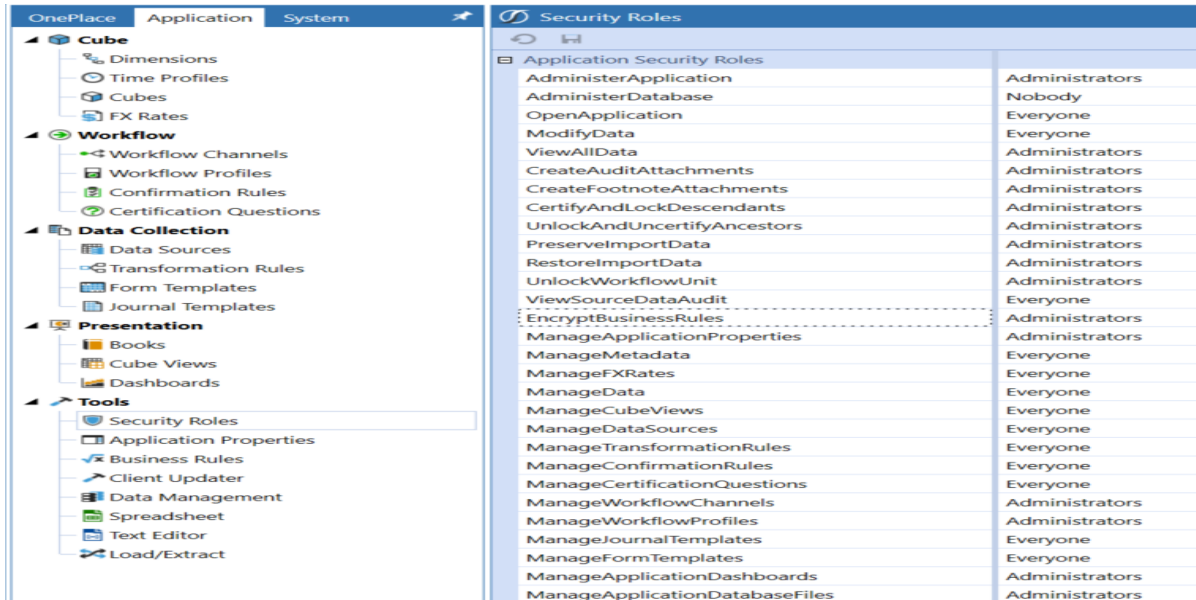 OnePlace Application System
Cube
Dimensions
Time Profiles
Cubes
FX Rates
Workflow
Workflow Channels
Workflow Profiles
Confirmation Rules
Certification Questions
Data Collection
Data Sources
Transformation Rules
Form Templates
Journal Templates
Presentation
Books
Cube Views
Dashboards
Tools
Security Roles
Application Properties
Business Rules
Client Updater
Data Management
Spreadsheet
Text Editor
Load/Extract
Security Roles
Application Security Roles
AdministerApplication Administrators
AdministerDatabase Nobody
OpenApplication Everyone
ModifyData Everyone
ViewAllData Administrators
CreateAuditAttachments Administrators
CreateFootnoteAttachments Administrators
CertifyAndLockDescendants Administrators
UnlockAndUncertifyAncestors Administrators
PreserveImportData Administrators
RestoreImportData Administrators
UnlockWorkflowUnit Administrators
ViewSourceDataAudit Everyone
EncryptBusinessRules Administrators
ManageApplicationProperties Administrators
ManageMetadata Everyone
ManageFXRates Everyone
ManageData Everyone
ManageCubeViews Everyone
ManageDataSources Everyone
ManageTransformationRules Everyone
ManageConfirmationRules Everyone
ManageCertificationQuestions Everyone
ManageWorkflowChannels Administrators
ManageWorkflowProfiles Administrators
ManageJournalTemplates Everyone
ManageFormTemplates Everyone
ManageApplicationDashboards Administrators
ManageApplicationDatabaseFiles Administrators